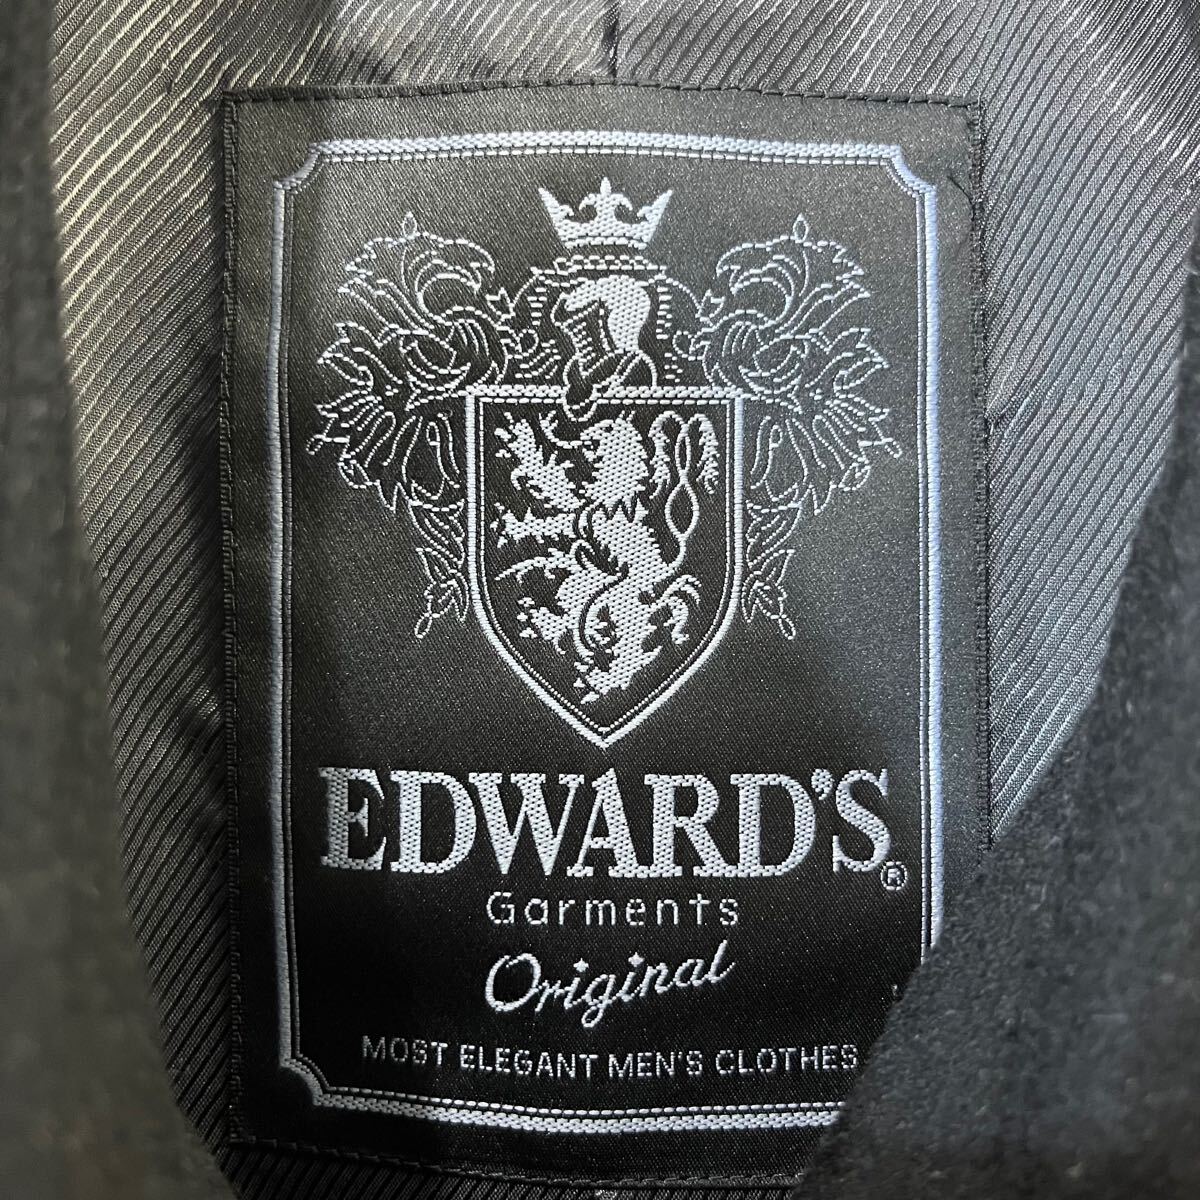 EDWARD'S®
Garments
Original
MOST ELEGANT MEN'S CLOTHES